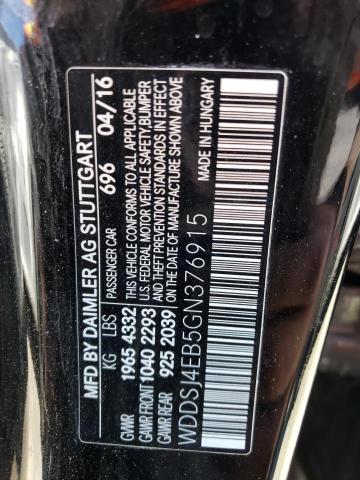 MFD BY DAIMLER AG STUTTGART
KG LBS PASSENGER CAR 696 04/16
GVWR 1965 4332 THIS VEHICLE CONFORMS TO ALL APPLICABLE
GAWR FRONT 1040 2293 U.S. FEDERAL MOTOR VEHICLE SAFETY,BUMPER
GAWR REAR 925 2039 AND THEFT PREVENTION STANDARDS IN EFFECT
ON THE DATE OF MANUFACTURE SHOWN ABOVE
WDDSJ4EB5GN376915 MADE IN HUNGARY